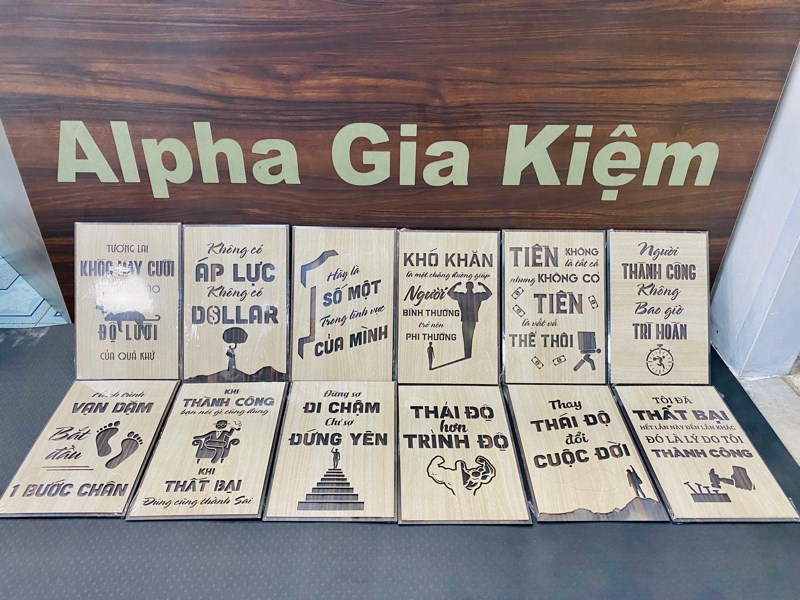 Alpha Gia Kiệm
TƯƠNG LAI
KHÓC HAY CƯỜI
ĐỘ LƯỜI
CỦA QUÁ KHỨ
Không có
ÁP LỰC
Không có
DOLLAR
Hãy là
SỐ MỘT
Trong lĩnh vực
CỦA MÌNH
KHÓ KHĂN
là một chặng đường giúp
Người
BÌNH THƯỜNG
trở nên
PHI THƯỜNG
TIỀN KHÔNG
là tất cả
nhưng KHÔNG CÓ
TIỀN
là vất vả
THẾ THÔI
Người
THÀNH CÔNG
Không
Bao giờ
TRÌ HOÃN
Hành trình
VẠN DẶM
Bắt
đầu
1 BƯỚC CHÂN
KHI
THÀNH CÔNG
bạn nói gì cũng đúng
KHI
THẤT BẠI
Đúng cũng thành Sai
Đừng sợ
ĐI CHẬM
Chỉ sợ
ĐỨNG YÊN
THÁI ĐỘ
hơn
TRÌNH ĐỘ
Thay
THÁI ĐỘ
đổi
CUỘC ĐỜI
TÔI ĐÃ
THẤT BẠI
HẾT LẦN NÀY ĐẾN LẦN KHÁC
ĐÓ LÀ LÝ DO TÔI
THÀNH CÔNG